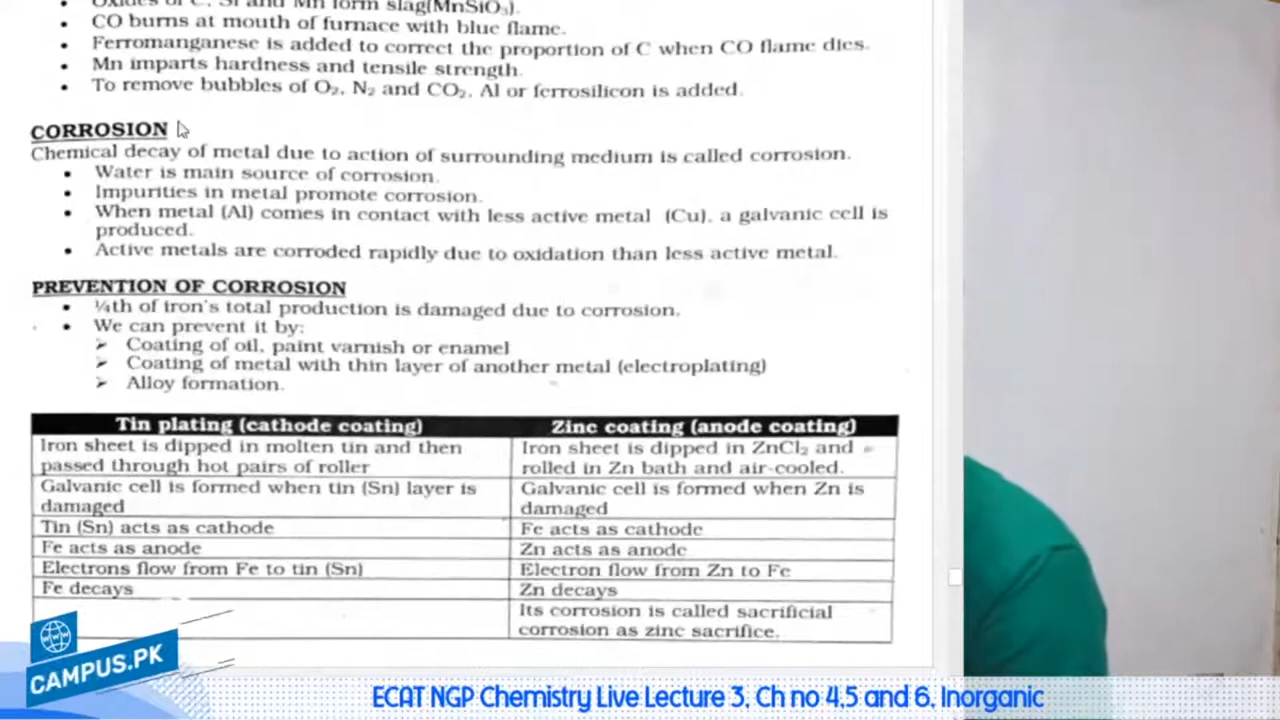 Oxides of C, Si and Mn form slag(MnSiO₃).
CO burns at mouth of furnace with blue flame.
Ferromanganese is added to correct the proportion of C when CO flame dies.
Mn imparts hardness and tensile strength.
To remove bubbles of O₂, N₂ and CO₂, Al or ferrosilicon is added.
CORROSION
Chemical decay of metal due to action of surrounding medium is called corrosion.
Water is main source of corrosion.
Impurities in metal promote corrosion.
When metal (Al) comes in contact with less active metal (Cu), a galvanic cell is
produced.
Active metals are corroded rapidly due to oxidation than less active metal.
PREVENTION OF CORROSION
¼th of iron's total production is damaged due to corrosion.
We can prevent it by:
Coating of oil, paint varnish or enamel
Coating of metal with thin layer of another metal (electroplating)
Alloy formation.
Tin plating (cathode coating) Zinc coating (anode coating)
Iron sheet is dipped in molten tin and then Iron sheet is dipped in ZnCl₂ and
passed through hot pairs of roller rolled in Zn bath and air-cooled.
Galvanic cell is formed when tin (Sn) layer is Galvanic cell is formed when Zn is
damaged damaged
Tin (Sn) acts as cathode Fe acts as cathode
Fe acts as anode Zn acts as anode
Electrons flow from Fe to tin (Sn) Electron flow from Zn to Fe
Fe decays Zn decays
Its corrosion is called sacrificial
corrosion as zinc sacrifice.
www
CAMPUS.PK
ECAT NGP Chemistry Live Lecture 3, Ch no 4,5 and 6, Inorganic